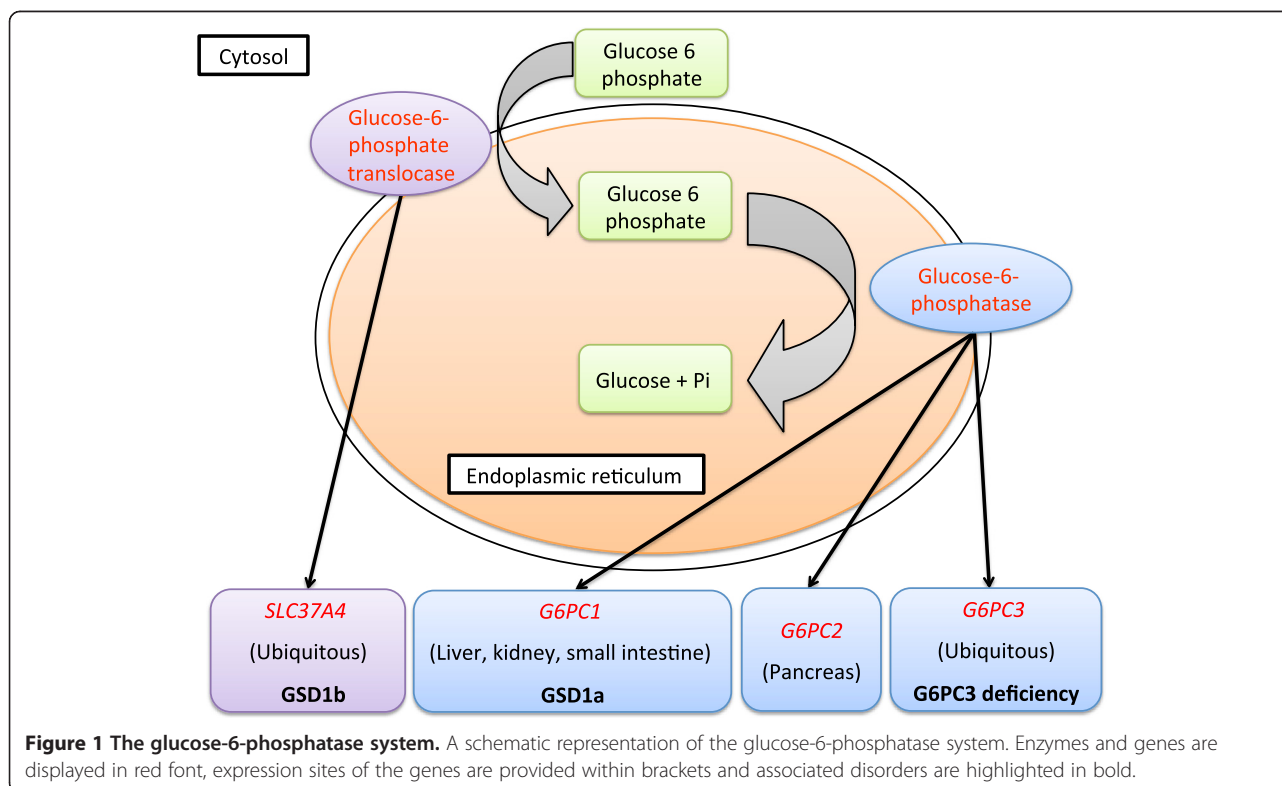 Cytosol
Glucose 6
phosphate
Glucose-6-
phosphate
translocase
Glucose 6
phosphate
Glucose-6-
phosphatase
Glucose + Pi
Endoplasmic reticulum
SLC37A4
(Ubiquitous)
GSD1b
G6PC1
(Liver, kidney, small intestine)
GSD1a
G6PC2
(Pancreas)
G6PC3
(Ubiquitous)
G6PC3 deficiency
Figure 1 The glucose-6-phosphatase system. A schematic representation of the glucose-6-phosphatase system. Enzymes and genes are
displayed in red font, expression sites of the genes are provided within brackets and associated disorders are highlighted in bold.